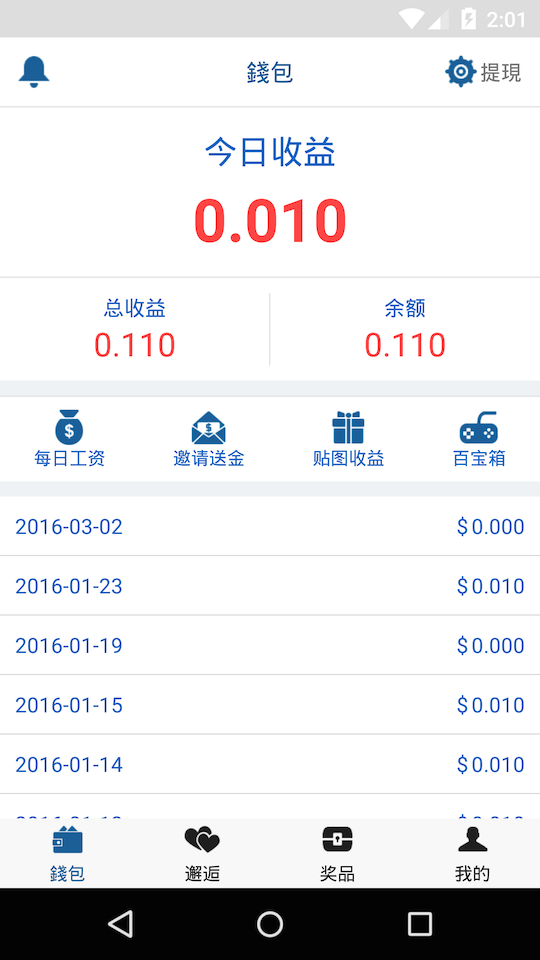 2:01
錢包
提現
今日收益
0.010
总收益
余额
0.110
0.110
每日工资
邀请送金
贴图收益
百宝箱
2016-03-02 $0.000
2016-01-23 $0.010
2016-01-19 $0.000
2016-01-15 $0.010
2016-01-14 $0.010
錢包
邂逅
奖品
我的